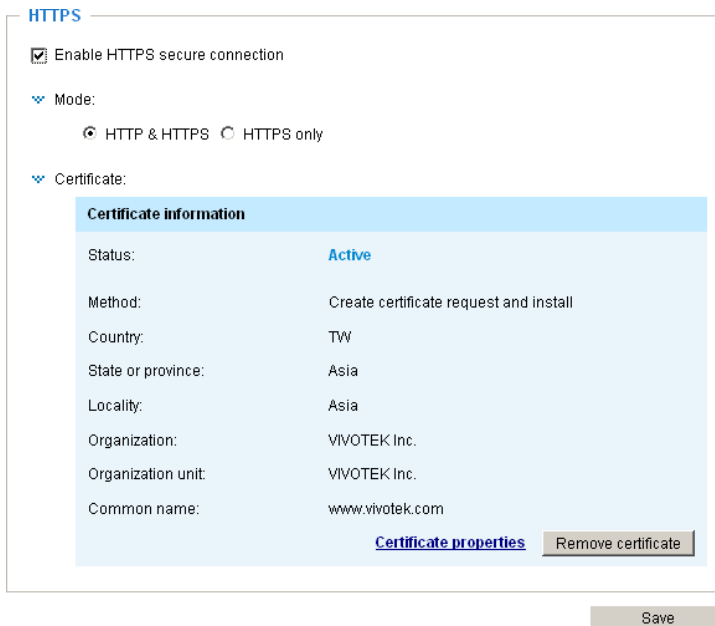 HTTPS
Enable HTTPS secure connection
Mode:
HTTP & HTTPS HTTPS only
Certificate:
Certificate information
Status: Active
Method: Create certificate request and install
Country: TW
State or province: Asia
Locality: Asia
Organization: VIVOTEK Inc.
Organization unit: VIVOTEK Inc.
Common name: www.vivotek.com
Certificate properties Remove certificate
Save